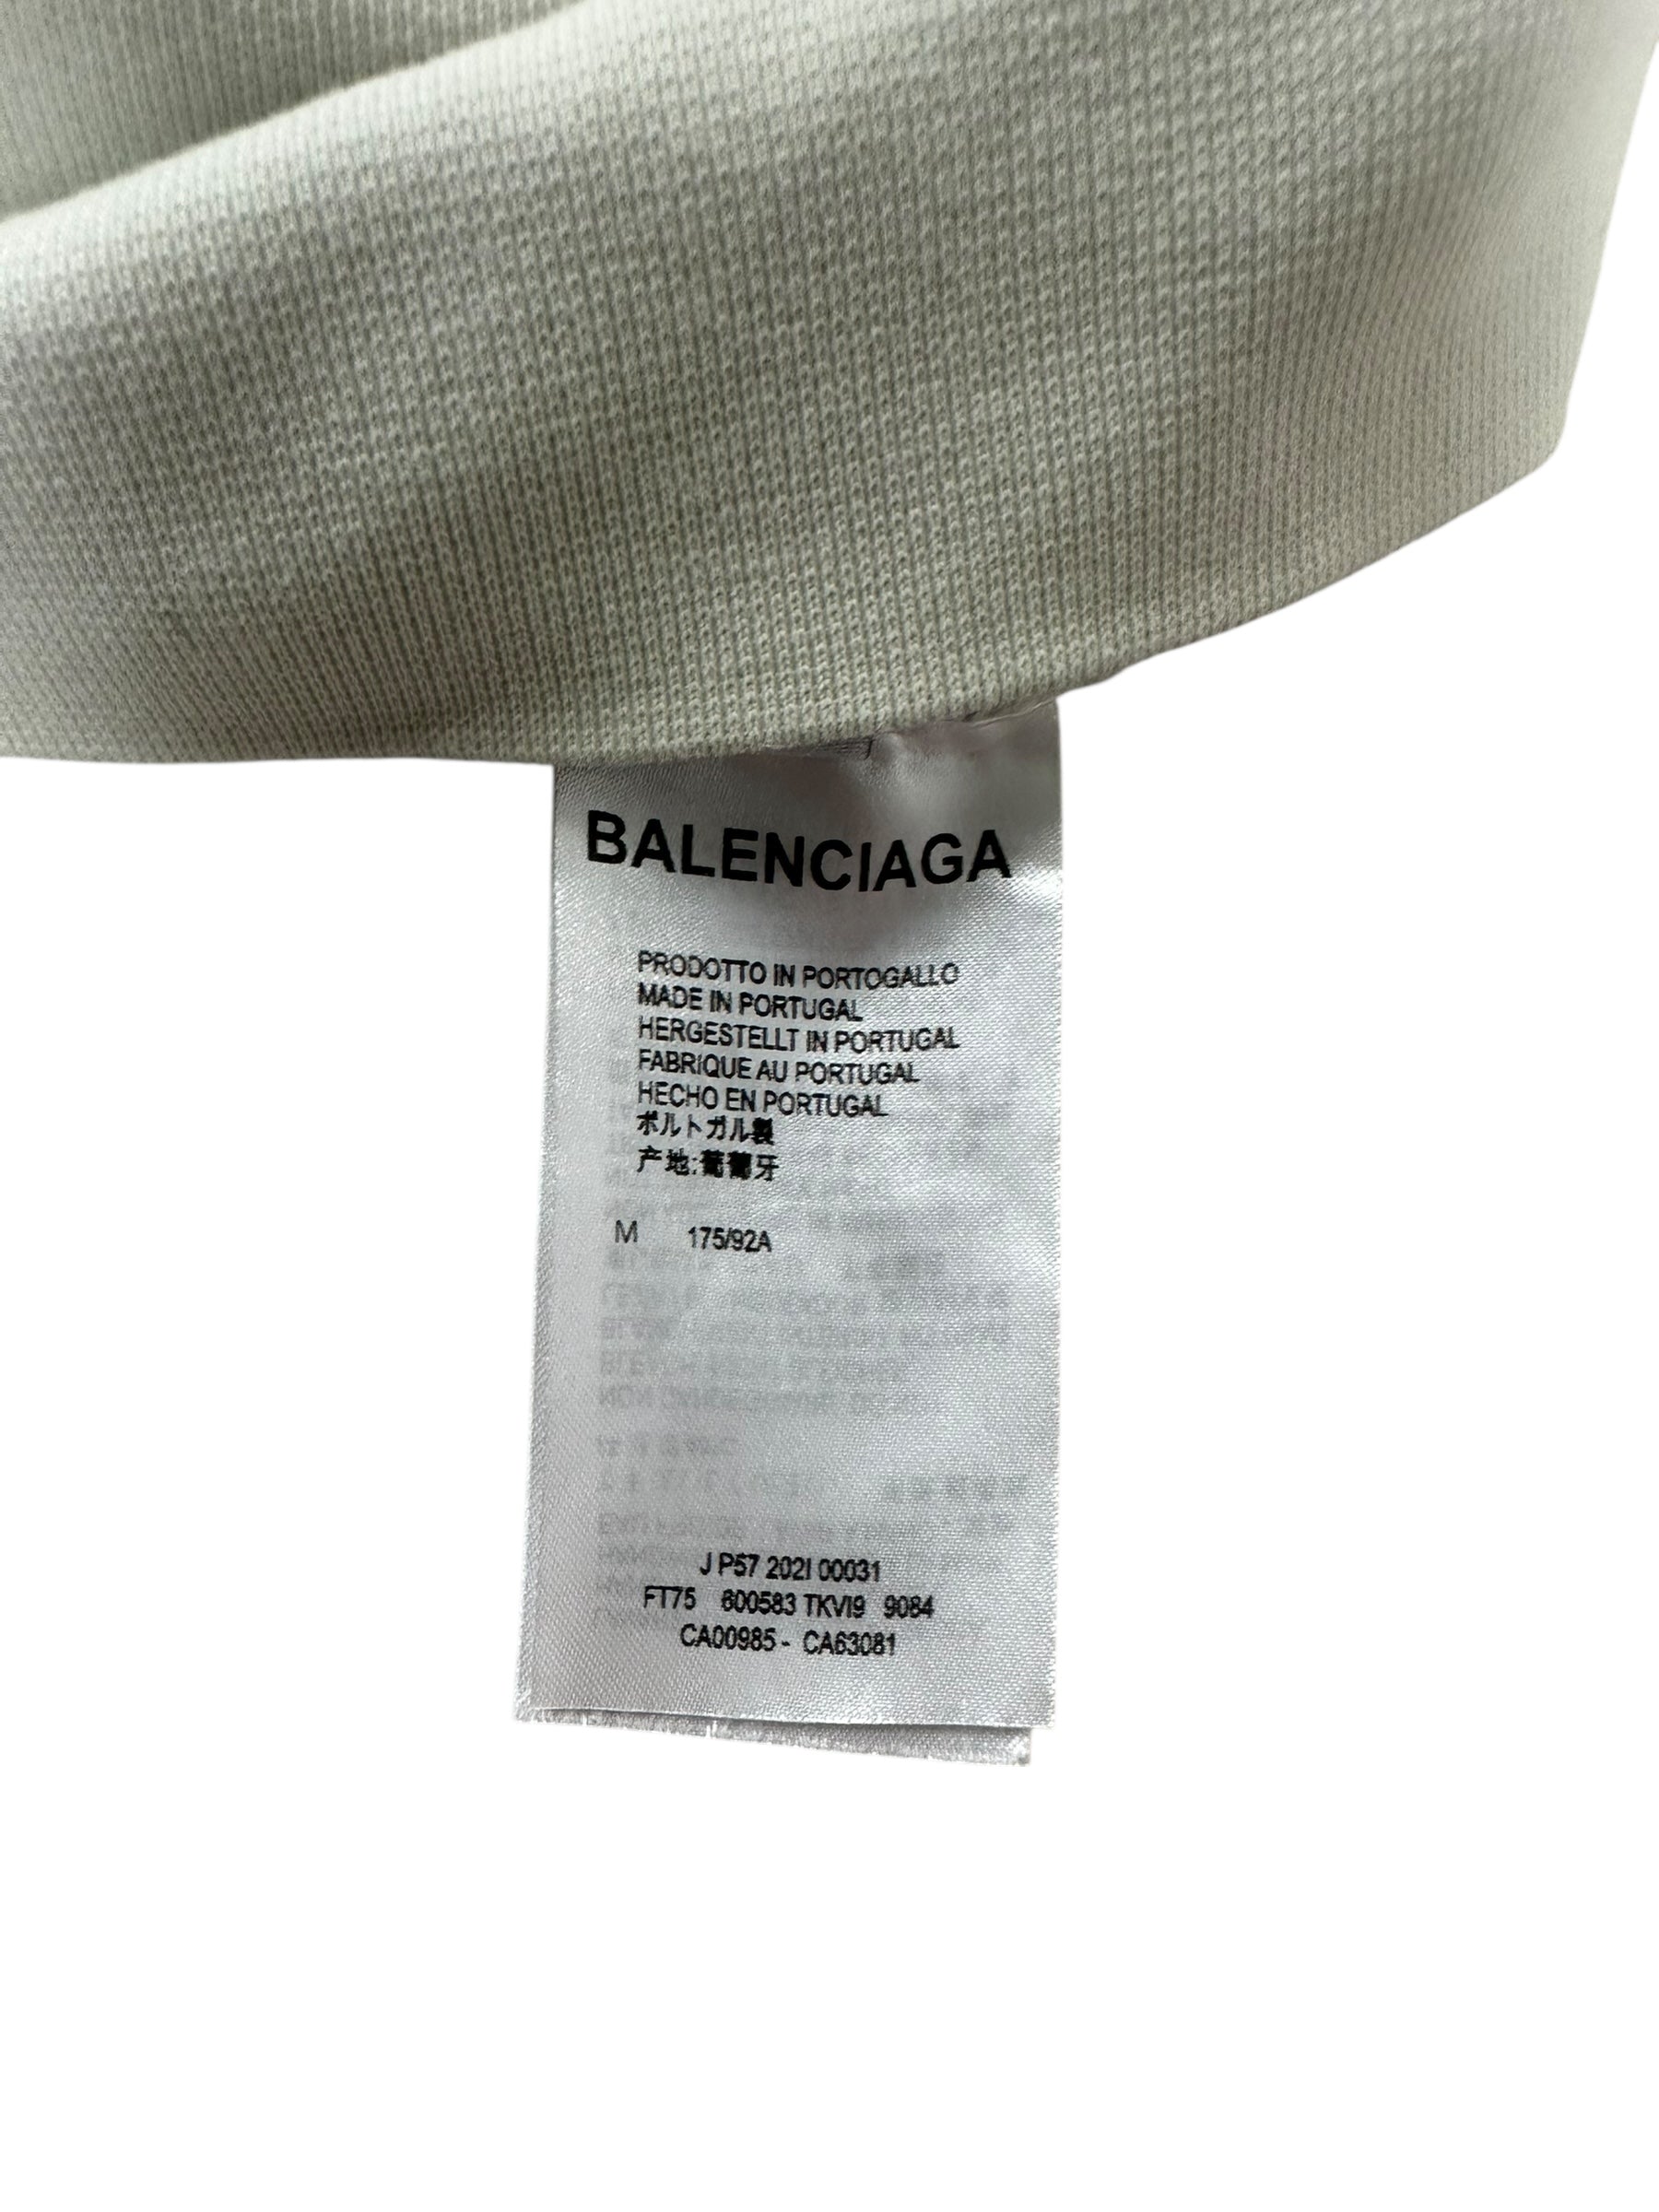 BALENCIAGA
PRODOTTO IN PORTOGALLO
MADE IN PORTUGAL
HERGESTELLT IN PORTUGAL
FABRIQUE AU PORTUGAL
HECHO EN PORTUGAL
ポルトガル製
产地:葡萄牙
M 175/92A
J P57 202I 00031
FT75 600583 TKVI9 9084
CA00985 - CA63081